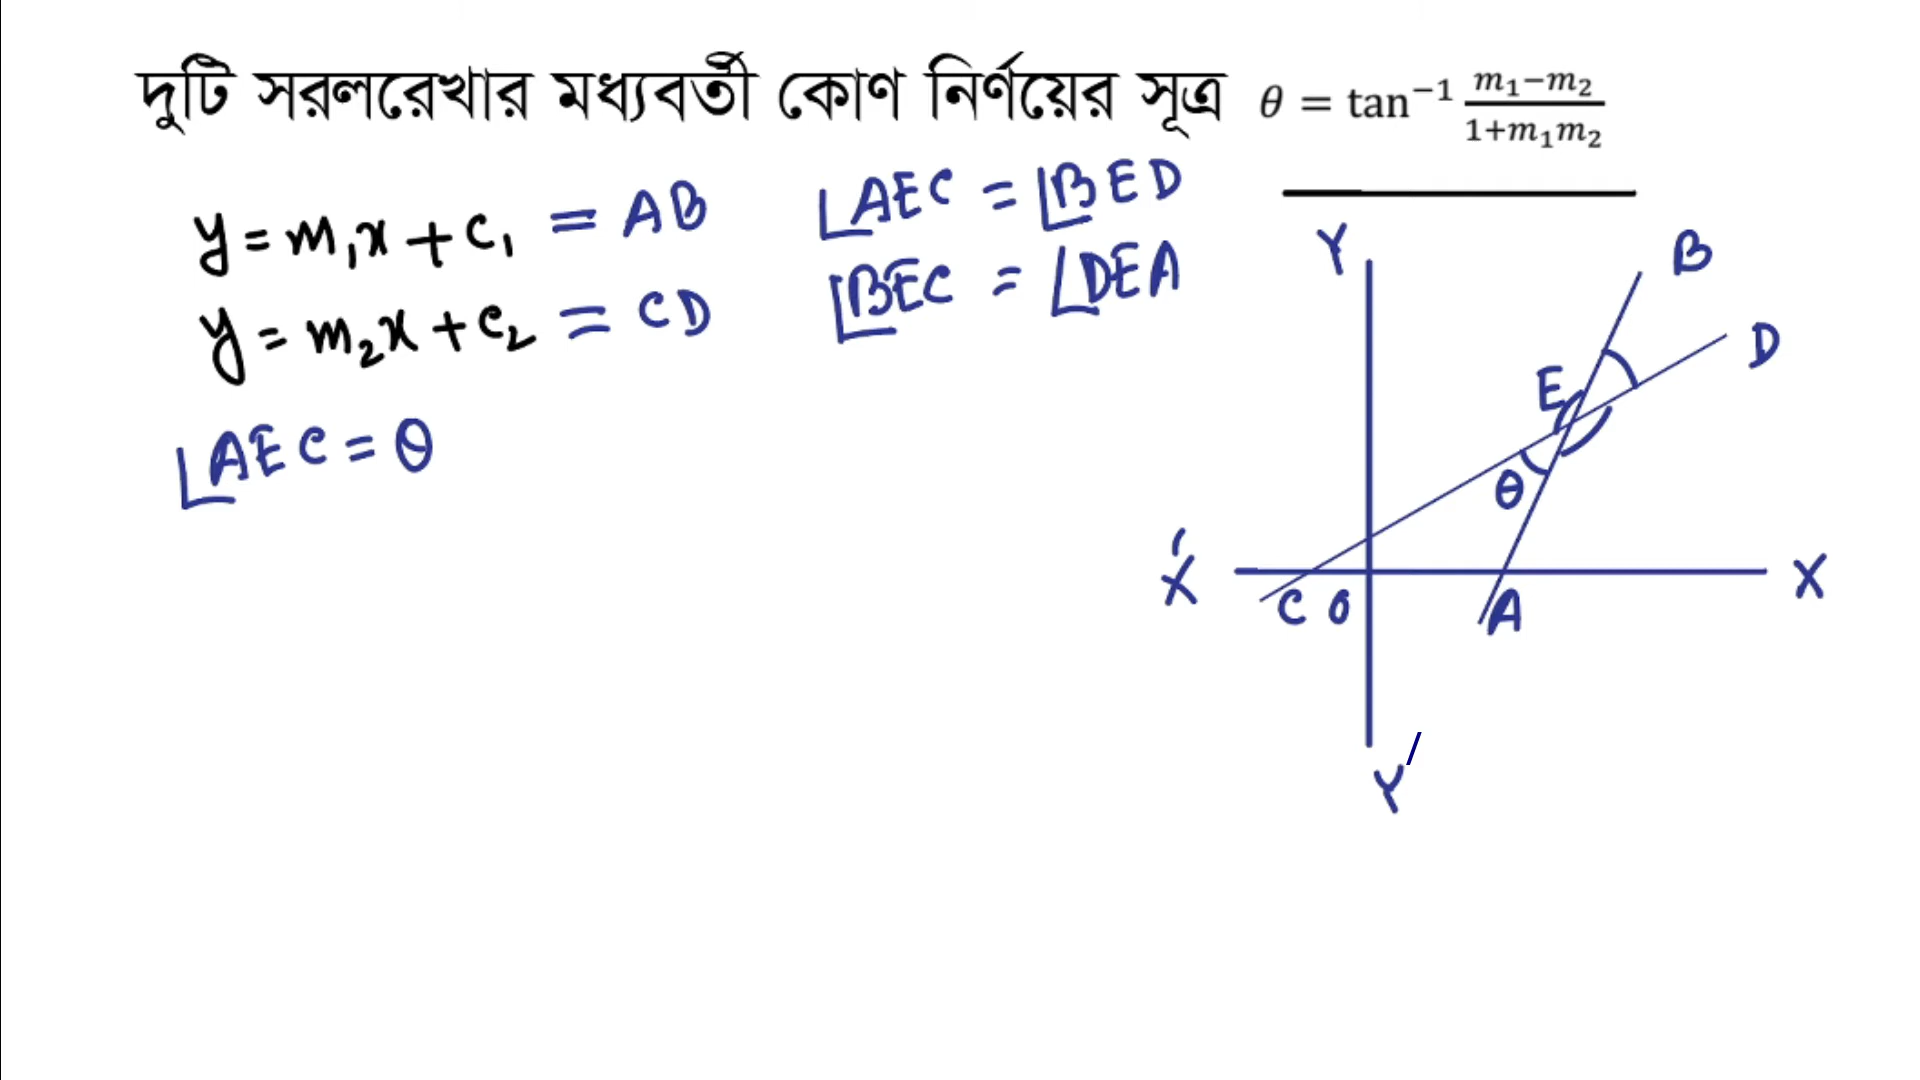 দুটি সরলরেখার মধ্যবর্তী কোণ নির্ণয়ের সূত্র θ = tan⁻¹ (m₁−m₂)/(1+m₁m₂)
y = m₁x + c₁ = AB
y = m₂x + c₂ = CD
∠AEC = θ
∠AEC = ∠BED
∠BEC = ∠DEA
Y
B
D
E
θ
X′
X
C O
A
Y′